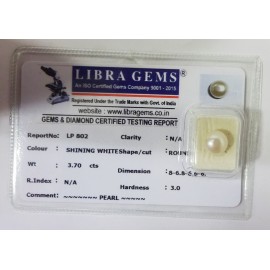 LIBRA GEMS
An ISO Certified Gems Company 9001 - 2015
Registered Under the Trade Marks with Govt. of India
website : www.libragems.co.in
GEMS & DIAMOND CERTIFIED TESTING REPORT
ReportNo: LP 802 Clarity : N/A
Colour : SHINING WHITE Shape/cut : ROUND
Wt : 3.70 cts Dim.
R.Index : N/A Hardness : 3.0
Comment : ~~~~~~~ PEARL ~~~~~